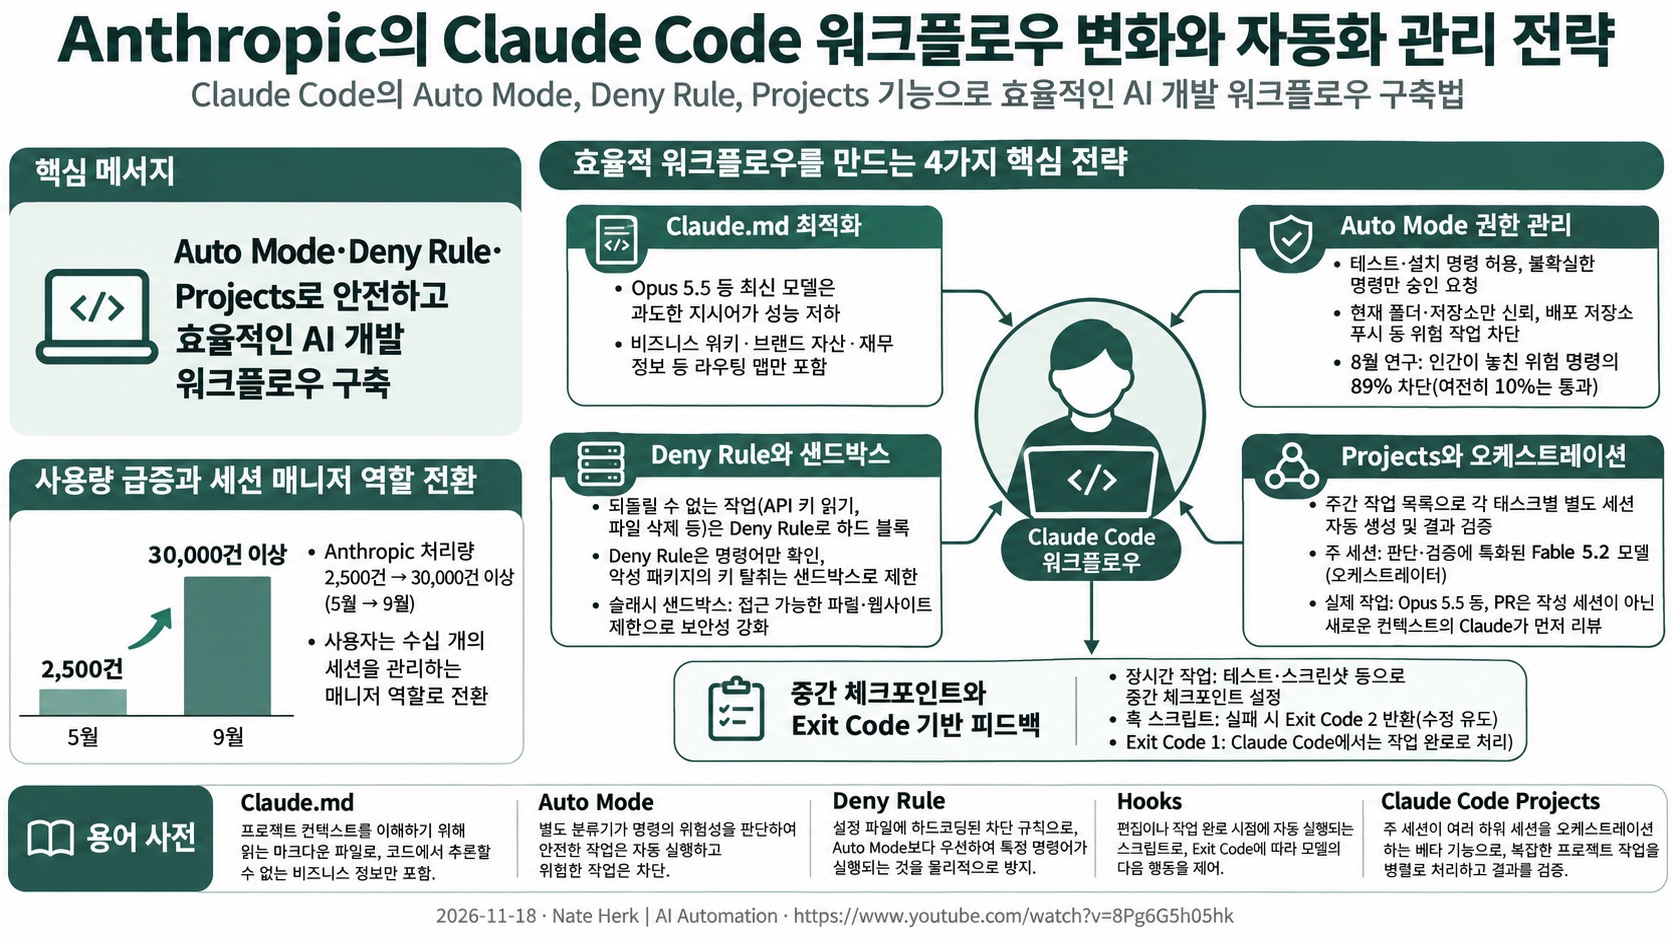 Anthropic의 Claude Code 워크플로우 변화와 자동화 관리 전략
Claude Code의 Auto Mode, Deny Rule, Projects 기능으로 효율적인 AI 개발 워크플로우 구축법
핵심 메서지
Auto Mode·Deny Rule·
Projects로 안전하고
효율적인 AI 개발
워크플로우 구축
사용량 급증과 세션 매니저 역할 전환
30,000건 이상
2,500건
5월
9월
• Anthropic 처리량
2,500건 → 30,000건 이상
(5월 → 9월)
• 사용자는 수십 개의
세션을 관리하는
매니저 역할로 전환
효율적 워크플로우를 만드는 4가지 핵심 전략
Claude.md 최적화
• Opus 5.5 등 최신 모델은
과도한 지시어가 성능 저하
• 비즈니스 위키·브랜드 자산·재무
정보 등 라우팅 맵만 포함
Auto Mode 권한 관리
• 테스트·설치 명령 허용, 불확실한
명령만 승인 요청
• 현재 폴더·저장소만 신뢰, 배포 저장소
푸시 동 위험 작업 차단
• 8월 연구: 인간이 놓친 위험 명령의
89% 차단(여전히 10%는 통과)
Deny Rule와 샌드박스
• 되돌릴 수 없는 작업(API 키 읽기,
파일 삭제 등)은 Deny Rule로 하드 블록
• Deny Rule은 명령어만 확인,
악성 패키지의 키 탈취는 샌드박스로 제한
• 슬래시 샌드박스: 접근 가능한 파릴·웹사이트
제한으로 보안성 강화
Projects와 오케스트레이션
• 주간 작업 목록으로 각 태스크별 별도 세션
자동 생성 및 결과 검증
• 주 세션: 판단·검증에 특화된 Fable 5.2 모델
(오케스트레이터)
• 실제 작업: Opus 5.5 동, PR은 작성 세션이 아닌
새로운 컨텍스트의 Claude가 먼저 리뷰
Claude Code
워크플로우
중간 체크포인트와
Exit Code 기반 피드백
• 장시간 작업: 테스트·스크린샷 등으로
중간 체크포인트 설정
• 혹 스크립트: 실패 시 Exit Code 2 반환(수정 유도)
• Exit Code 1: Claude Code에서는 작업 완료로 처리)
용어 사전
Claude.md
프로젝트 컨텍스트를 이해하기 위해
읽는 마크다운 파일로, 코드에서 추론할
수 없는 비즈니스 정보만 포함.
Auto Mode
별도 분류기가 명령의 위험성을 판단하여
안전한 작업은 자동 실행하고
위험한 작업은 차단.
Deny Rule
설정 파일에 하드코딩된 차단 규칙으로,
Auto Mode보다 우선하여 특정 명령어가
실행되는 것을 물리적으로 방지.
Hooks
편집이나 작업 완로 시점에 자동 실행되는
스크립트로, Exit Code에 따라 모델의
다음 행동을 제어.
Claude Code Projects
주 세션이 여러 하위 세션을 오케스트레이션
하는 베타 기능으로, 복잡한 프로젝트 작업을
병렬로 처리하고 결과를 검증.
2026-11-18 · Nate Herk | AI Automation · https://www.youtube.com/watch?v=8Pg6G5h05hk